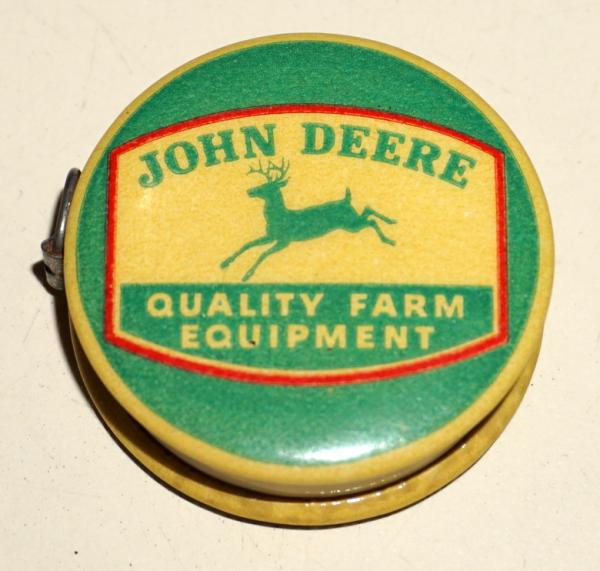 JOHN DEERE
QUALITY FARM
EQUIPMENT